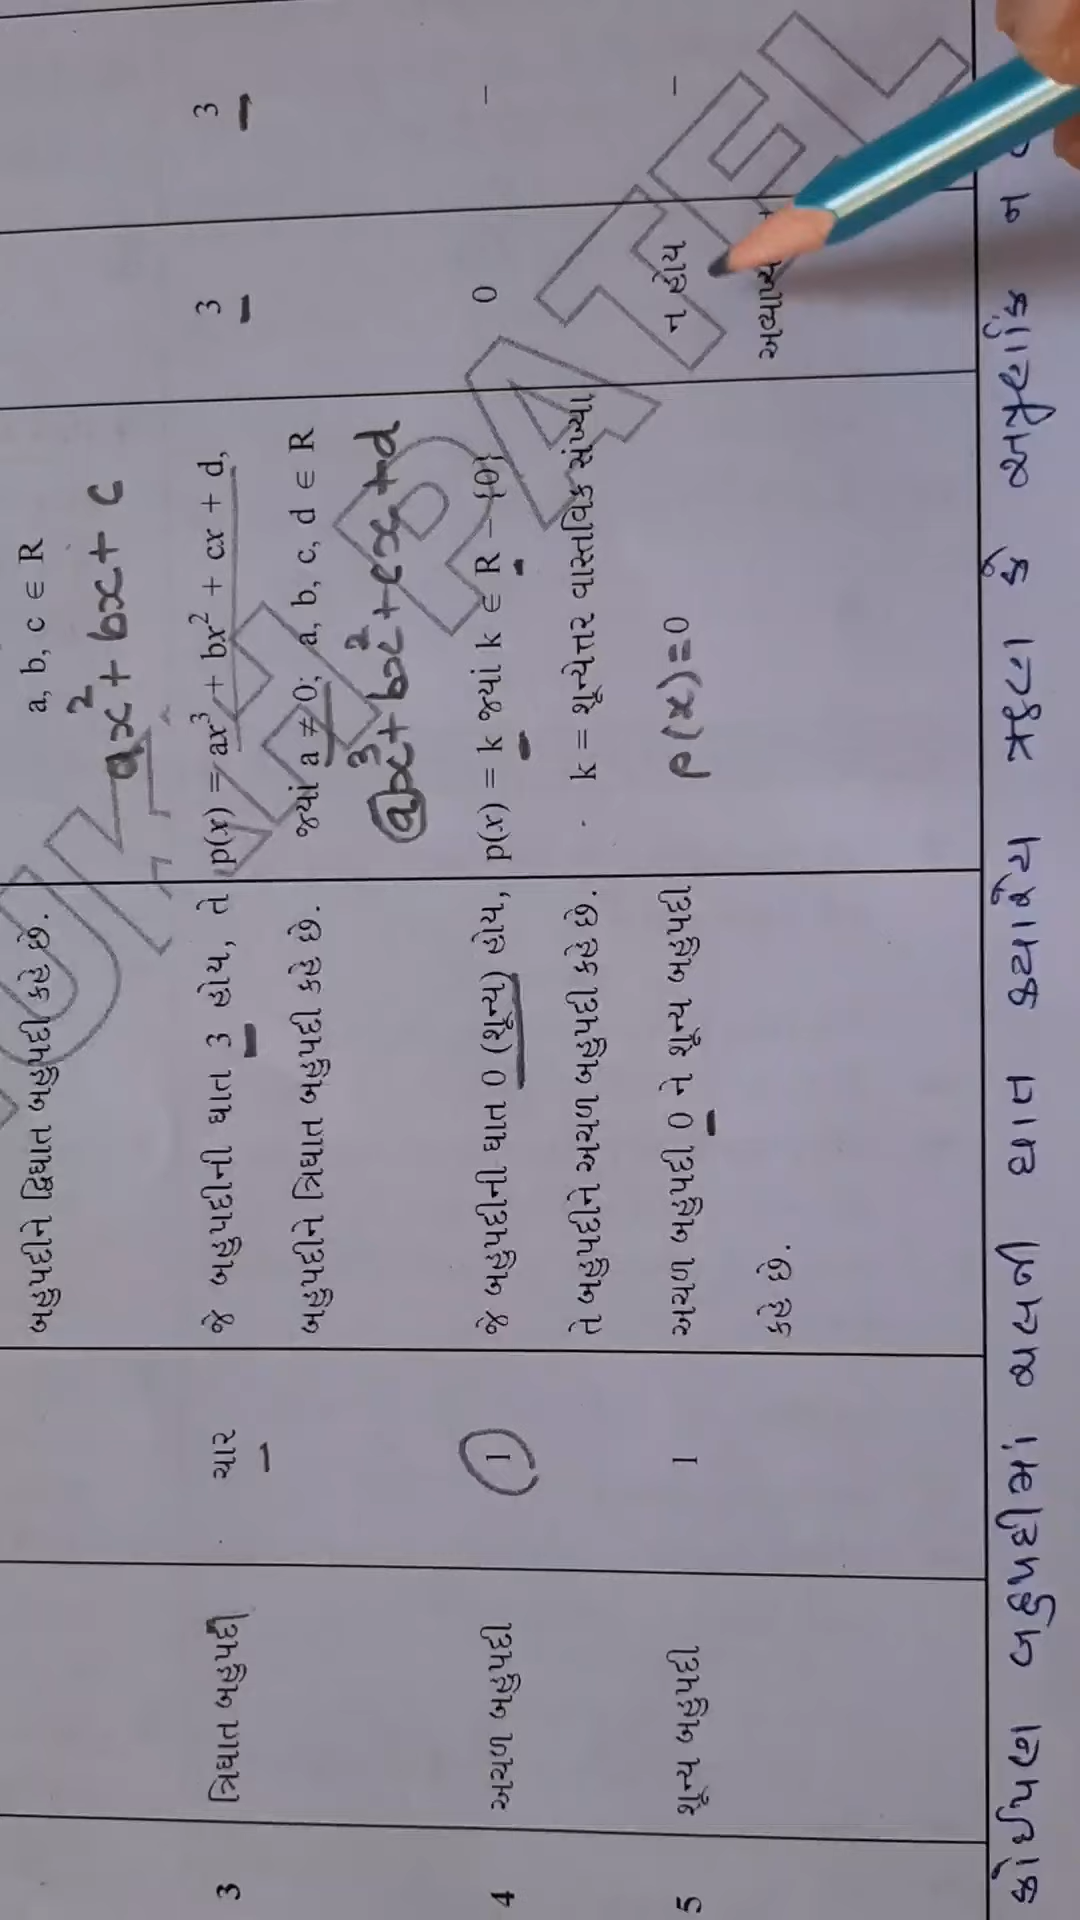 બહુપદીને દ્વિઘાત બહુપદી કહે છે.
a, b, c ∈ R
ax² + bx + c
3
ત્રિઘાત બહુપદી
ચાર
જે બહુપદીની ઘાત 3 હોય, તે
બહુપદીને ત્રિઘાત બહુપદી કહે છે.
p(x) = ax³ + bx² + cx + d,
જ્યાં a ≠ 0; a, b, c, d ∈ R
ax³ + bx² + cx + d
3
3
4
અચળ બહુપદી
1
જે બહુપદીની ઘાત 0 (શૂન્ય) હોય,
તે બહુપદીને અચળ બહુપદી કહે છે.
p(x) = k જ્યાં k ∈ R – {0}
k = શૂન્યેત્તર વાસ્તવિક સંખ્યા
0
–
5
શૂન્ય બહુપદી
1
અચળ બહુપદી 0 ને શૂન્ય બહુપદી
કહે છે.
p(x)=0
ન હોય
–
કોઈપણ બહુપદીમાં ચલની ઘાત ક્યારેય ઋણ કે અપૂર્ણાંક ન
PATEL